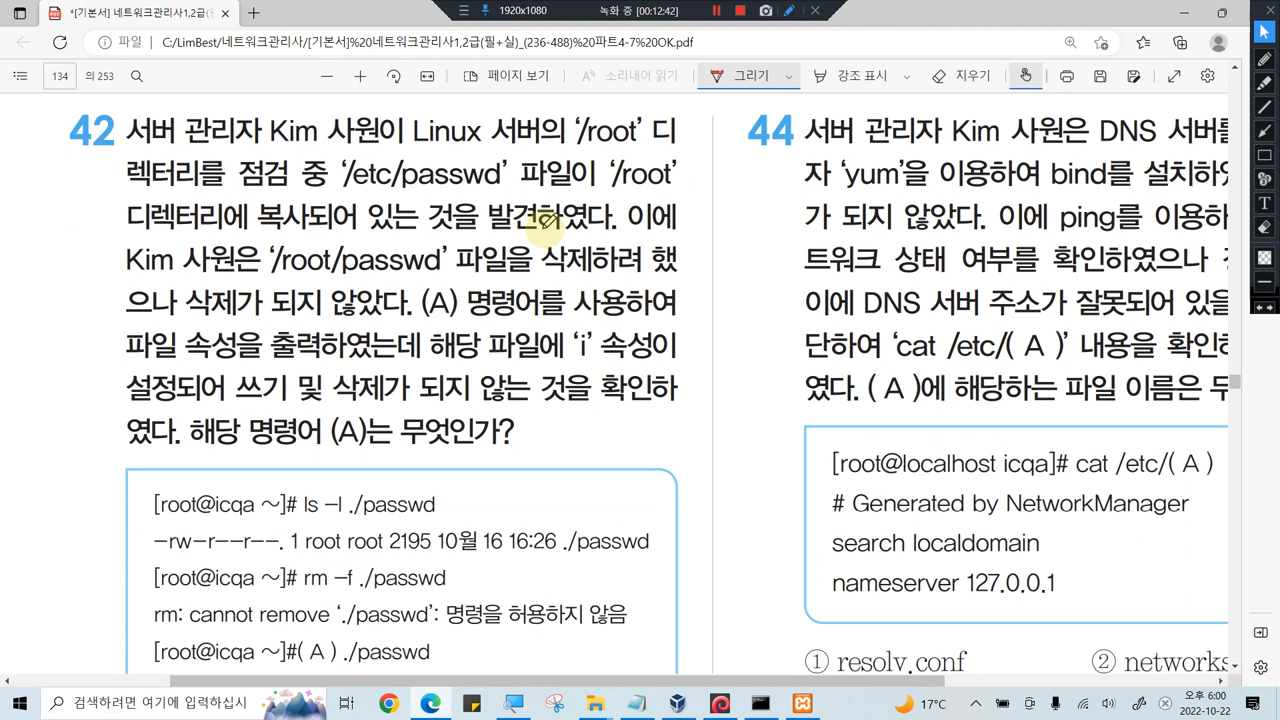 *[기본서] 네트워크관리사1,2급(필
1920x1080
녹화 중 [00:12:42]
파일
C:/LimBest/네트워크관리사/[기본서]%20네트워크관리사1,2급(필+실)_(236-488)%20파트4-7%20OK.pdf
134 의 253
페이지 보기
소리내어 읽기
그리기
강조 표시
지우기
42 서버 관리자 Kim 사원이 Linux 서버의 '/root' 디
렉터리를 점검 중 '/etc/passwd' 파일이 '/root'
디렉터리에 복사되어 있는 것을 발견하였다. 이에
Kim 사원은 '/root/passwd' 파일을 삭제하려 했
으나 삭제가 되지 않았다. (A) 명령어를 사용하여
파일 속성을 출력하였는데 해당 파일에 'i' 속성이
설정되어 쓰기 및 삭제가 되지 않는 것을 확인하
였다. 해당 명령어 (A)는 무엇인가?
[root@icqa ~]# ls -l ./passwd
-rw-r--r--. 1 root root 2195 10월 16 16:26 ./passwd
[root@icqa ~]# rm -f ./passwd
rm: cannot remove './passwd': 명령을 허용하지 않음
[root@icqa ~]#( A ) ./passwd
44 서버 관리자 Kim 사원은 DNS 서버를
자 'yum'을 이용하여 bind를 설치하였
가 되지 않았다. 이에 ping를 이용하
트워크 상태 여부를 확인하였으나
이에 DNS 서버 주소가 잘못되어 있을
단하여 'cat /etc/( A )' 내용을 확인하
였다. ( A )에 해당하는 파일 이름은 무
[root@localhost icqa]# cat /etc/( A )
# Generated by NetworkManager
search localdomain
nameserver 127.0.0.1
① resolv.conf ② networks
검색하려면 여기에 입력하십시
17°C
오후 6:00
2022-10-22